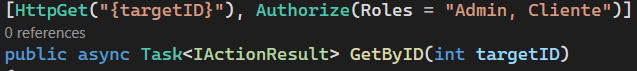 [HttpGet("{targetID}"), Authorize(Roles = "Admin, Cliente")]
0 references
public async Task<IActionResult> GetByID(int targetID)